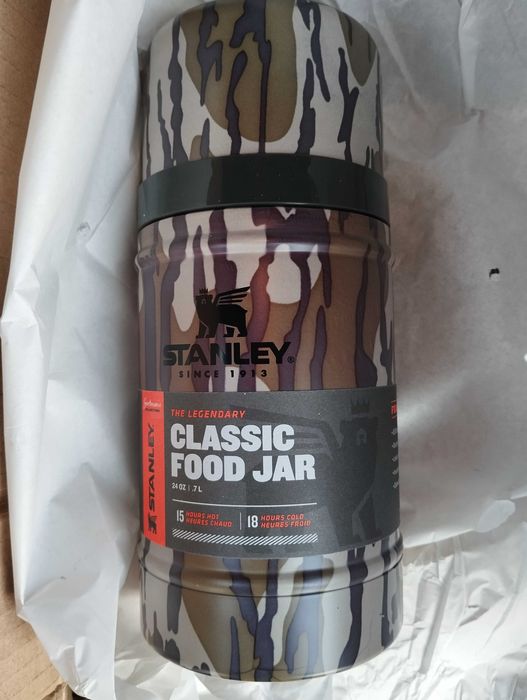 STANLEY®
SINCE 1913
THE LEGENDARY
CLASSIC
FOOD JAR
24 OZ | .7 L
15 HOURS HOT
HEURES CHAUD
18 HOURS COLD
HEURES FROID
STANLEY